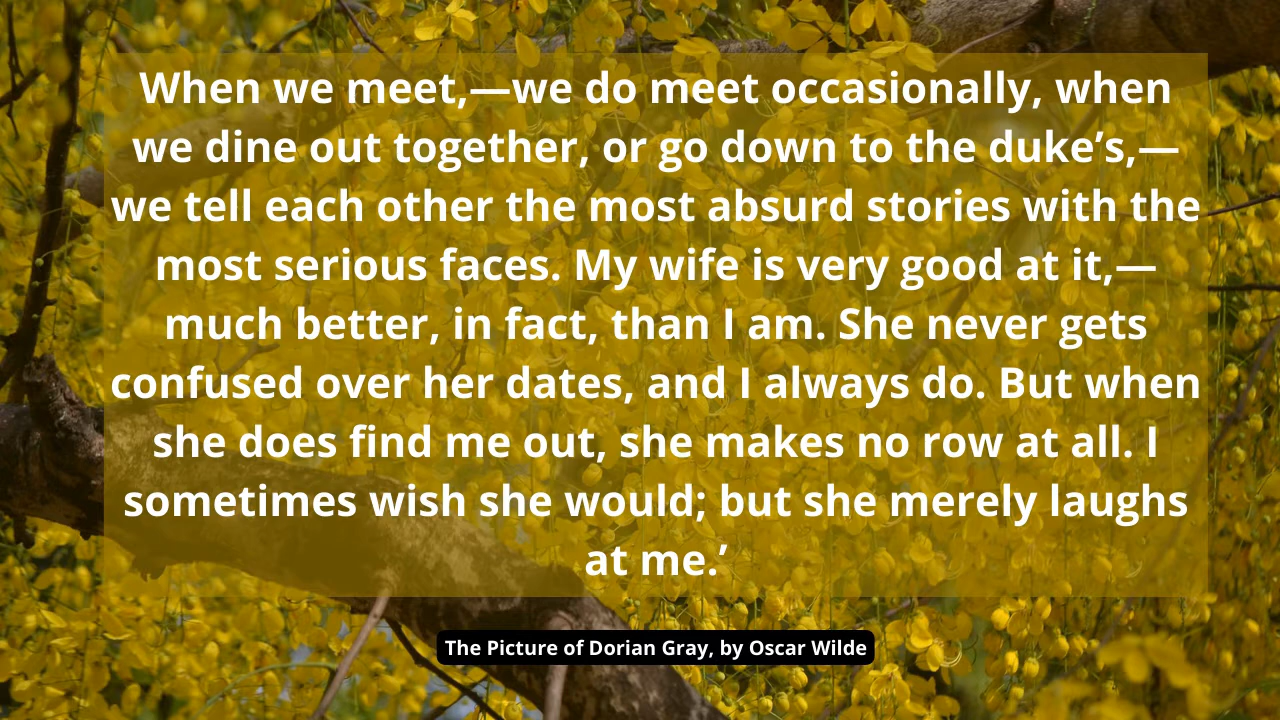 When we meet,—we do meet occasionally, when
we dine out together, or go down to the duke’s,—
we tell each other the most absurd stories with the
most serious faces. My wife is very good at it,—
much better, in fact, than I am. She never gets
confused over her dates, and I always do. But when
she does find me out, she makes no row at all. I
sometimes wish she would; but she merely laughs
at me.’
The Picture of Dorian Gray, by Oscar Wilde